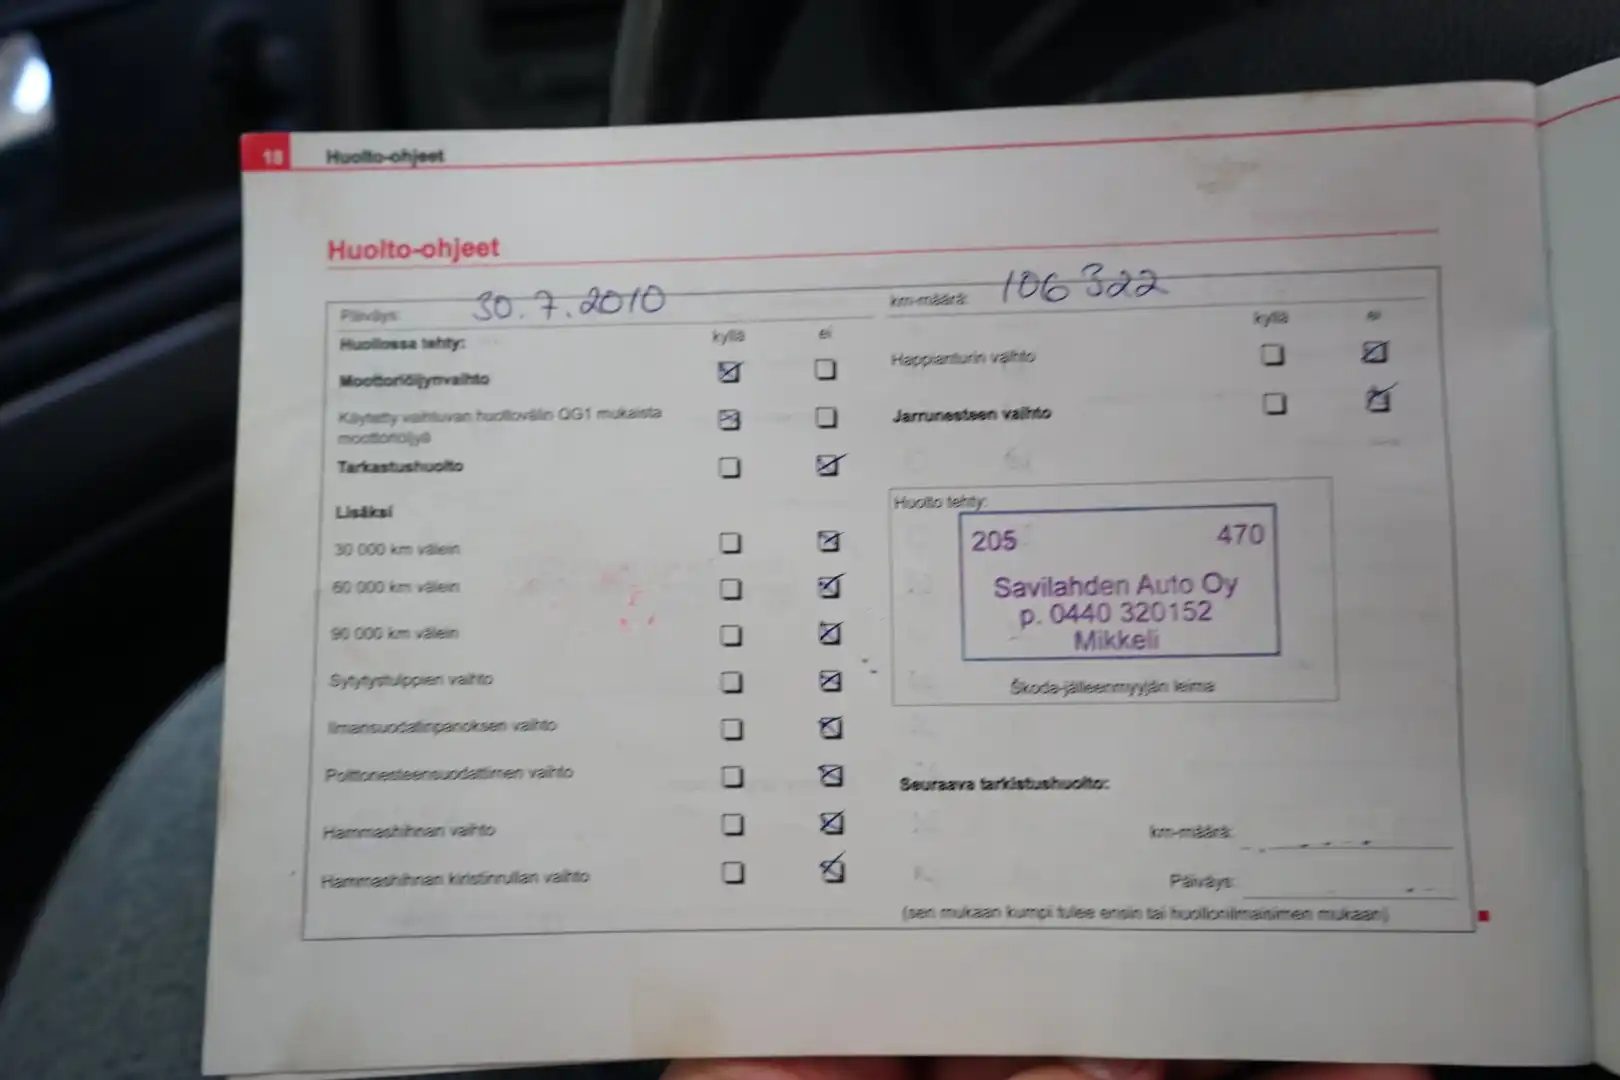 18 Huolto-ohjeet
Huolto-ohjeet
Päiväys: 30.7.2010
Huollossa tehty: kyllä ei
Moottoriöljynvaihto
Käytetty vaihtuvan huoltovälin QG1 mukaista
moottoriöljyä
Tarkastushuolto
Lisäksi
30 000 km välein
60 000 km välein
90 000 km välein
Sytytystulppien vaihto
Ilmansuodatinpanoksen vaihto
Polttonesteensuodattimen vaihto
Hammashihnan vaihto
Hammashihnan kiristinrullan vaihto
km-määrä: 106322
kyllä ei
Happianturin vaihto
Jarrunesteen vaihto
Huolto tehty:
205 470
Savilahden Auto Oy
p. 0440 320152
Mikkeli
Škoda-jälleenmyyjän leima
Seuraava tarkistushuolto:
km-määrä:
Päiväys:
(sen mukaan kumpi tulee ensin tai huollonilmaisimen mukaan)